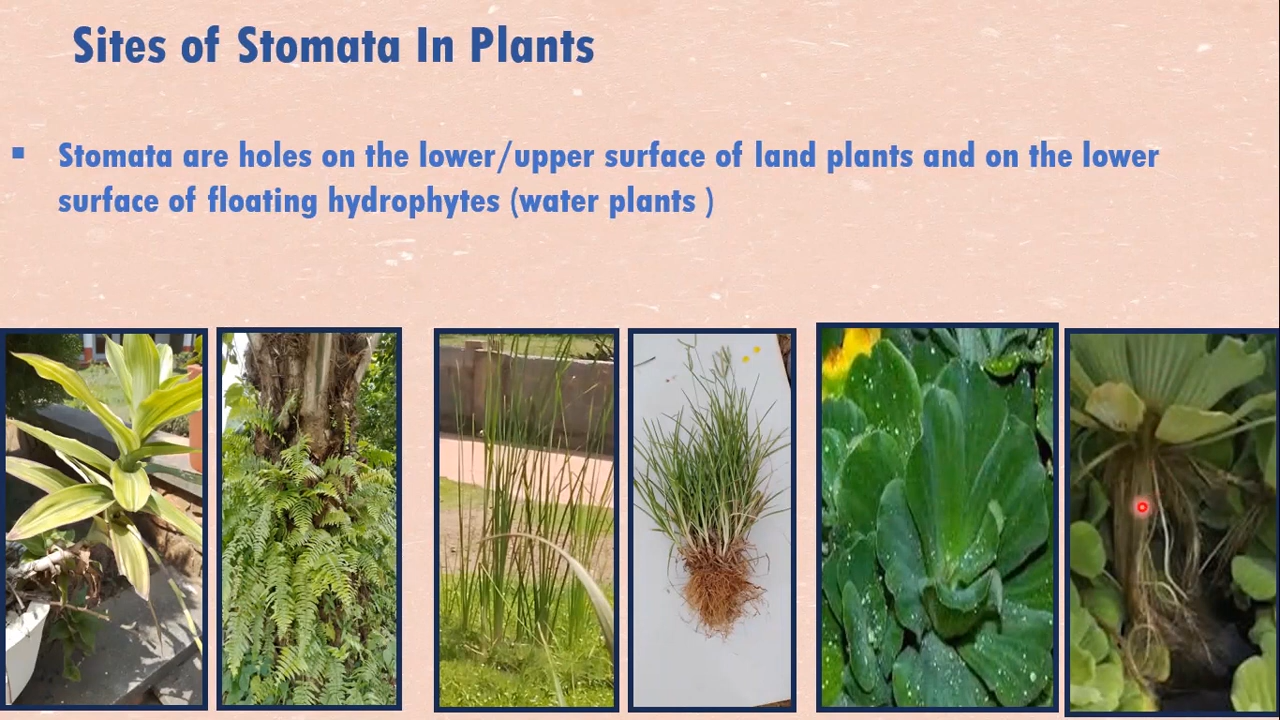 Sites of Stomata In Plants
▪ Stomata are holes on the lower/upper surface of land plants and on the lower
surface of floating hydrophytes (water plants )